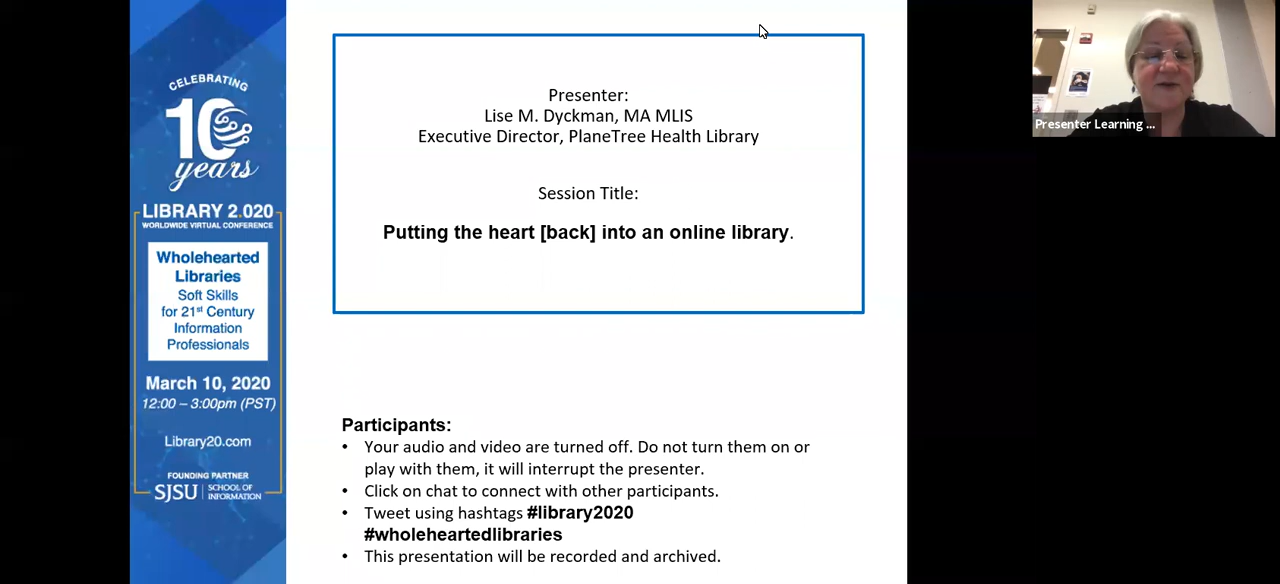 CELEBRATING
10
years
LIBRARY 2.020
WORLDWIDE VIRTUAL CONFERENCE
Wholehearted
Libraries
Soft Skills
for 21st Century
Information
Professionals
March 10, 2020
12:00 – 3:00pm (PST)
Library20.com
FOUNDING PARTNER
SJSU | SCHOOL OF
INFORMATION
Presenter:
Lise M. Dyckman, MA MLIS
Executive Director, PlaneTree Health Library
Session Title:
Putting the heart [back] into an online library.
Participants:
• Your audio and video are turned off. Do not turn them on or
play with them, it will interrupt the presenter.
• Click on chat to connect with other participants.
• Tweet using hashtags #library2020
#wholeheartedlibraries
• This presentation will be recorded and archived.
Presenter Learning ...